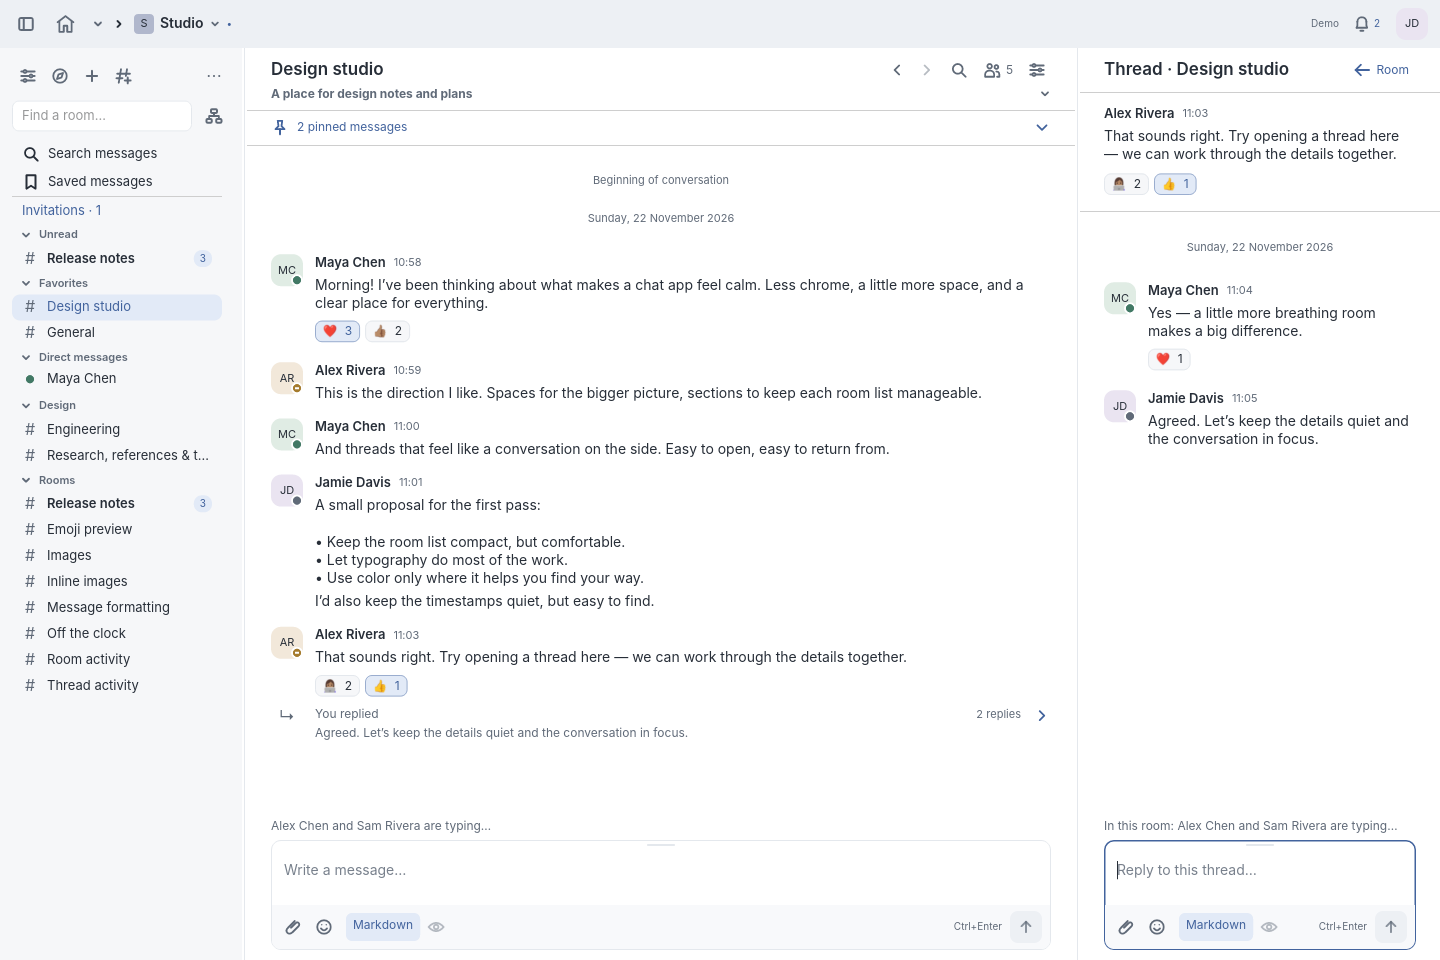 S Studio
Demo 2 JD
Find a room...
Search messages
Saved messages
Invitations · 1
Unread
# Release notes 3
Favorites
# Design studio
# General
Direct messages
Maya Chen
Design
# Engineering
# Research, references & t...
Rooms
# Release notes 3
# Emoji preview
# Images
# Inline images
# Message formatting
# Off the clock
# Room activity
# Thread activity
Design studio
5
A place for design notes and plans
2 pinned messages
Beginning of conversation
Sunday, 22 November 2026
MC
Maya Chen 10:58
Morning! I’ve been thinking about what makes a chat app feel calm. Less chrome, a little more space, and a
clear place for everything.
❤️ 3 👍🏽 2
AR
Alex Rivera 10:59
This is the direction I like. Spaces for the bigger picture, sections to keep each room list manageable.
MC
Maya Chen 11:00
And threads that feel like a conversation on the side. Easy to open, easy to return from.
JD
Jamie Davis 11:01
A small proposal for the first pass:
• Keep the room list compact, but comfortable.
• Let typography do most of the work.
• Use color only where it helps you find your way.
I’d also keep the timestamps quiet, but easy to find.
AR
Alex Rivera 11:03
That sounds right. Try opening a thread here — we can work through the details together.
2 👍 1
You replied
2 replies
Agreed. Let’s keep the details quiet and the conversation in focus.
Alex Chen and Sam Rivera are typing...
Write a message...
Markdown
Ctrl+Enter
Thread · Design studio
Room
Alex Rivera 11:03
That sounds right. Try opening a thread here
— we can work through the details together.
2 👍 1
Sunday, 22 November 2026
MC
Maya Chen 11:04
Yes — a little more breathing room
makes a big difference.
❤️ 1
JD
Jamie Davis 11:05
Agreed. Let’s keep the details quiet and
the conversation in focus.
In this room: Alex Chen and Sam Rivera are typing...
Reply to this thread...
Markdown
Ctrl+Enter